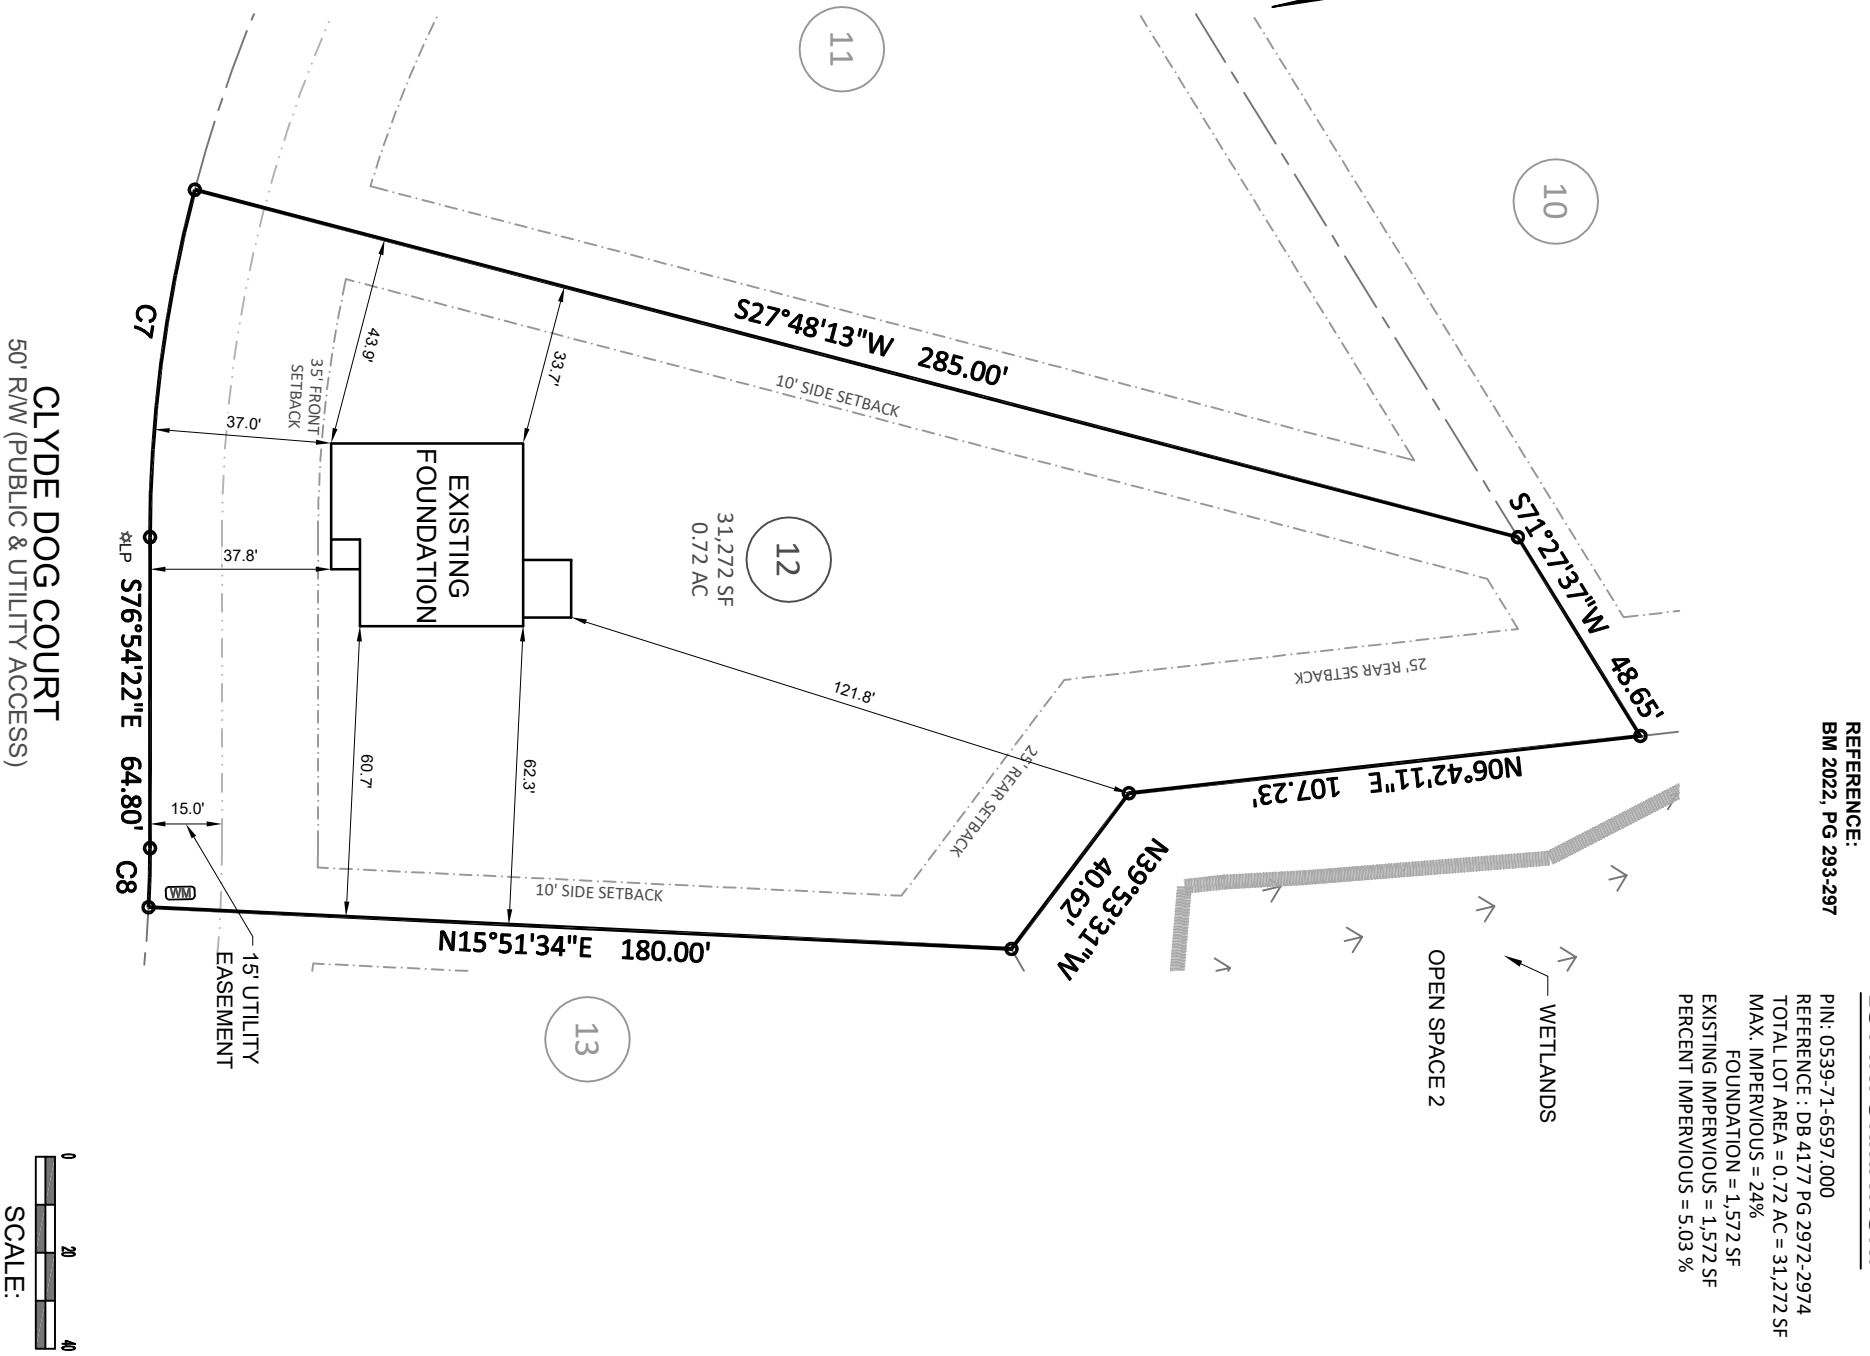 REFERENCE:
BM 2022, PG 293-297
PIN: 0539-71-6597.000
REFERENCE : DB 4177 PG 2972-2974
TOTAL LOT AREA = 0.72 AC = 31,272 SF
MAX. IMPERVIOUS = 24%
FOUNDATION = 1,572 SF
EXISTING IMPERVIOUS = 1,572 SF
PERCENT IMPERVIOUS = 5.03 %
10
11
S71°27'37"W 48.65'
WETLANDS
OPEN SPACE 2
N06°42'11"E 107.23'
25' REAR SETBACK
N39°53'31"W
40.62'
25' REAR SETBACK
S27°48'13"W 285.00'
10' SIDE SETBACK
121.8'
12
31,272 SF
0.72 AC
33.7'
43.9'
EXISTING
FOUNDATION
62.3'
60.7'
10' SIDE SETBACK
N15°51'34"E 180.00'
13
35' FRONT
SETBACK
37.0'
37.8'
15.0'
15' UTILITY
EASEMENT
WM
C7
LP
S76°54'22"E 64.80'
C8
CLYDE DOG COURT
50' R/W (PUBLIC & UTILITY ACCESS)
0 20 40
SCALE: